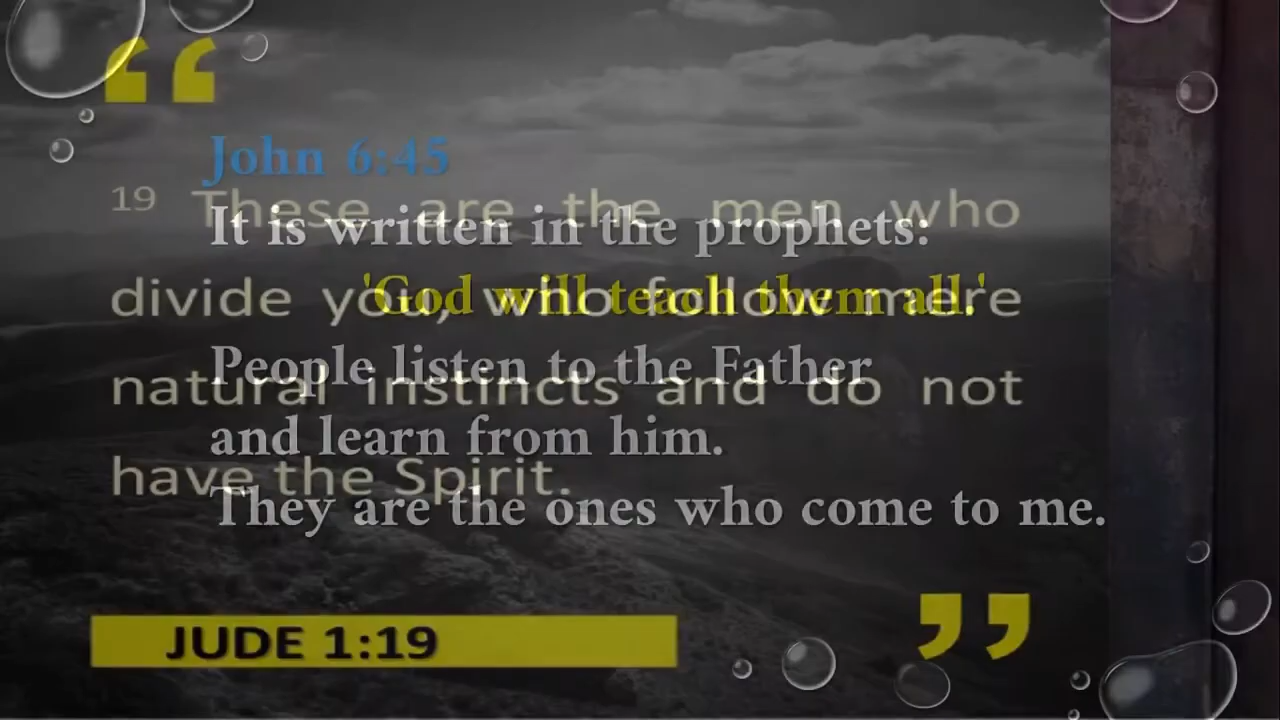 John 6:45
It is written in the prophets:
'God will teach them all.'
People listen to the Father
and learn from him.
They are the ones who come to me.
19 These are the men who
divide you, who follow mere
natural instincts and do not
have the Spirit.
JUDE 1:19